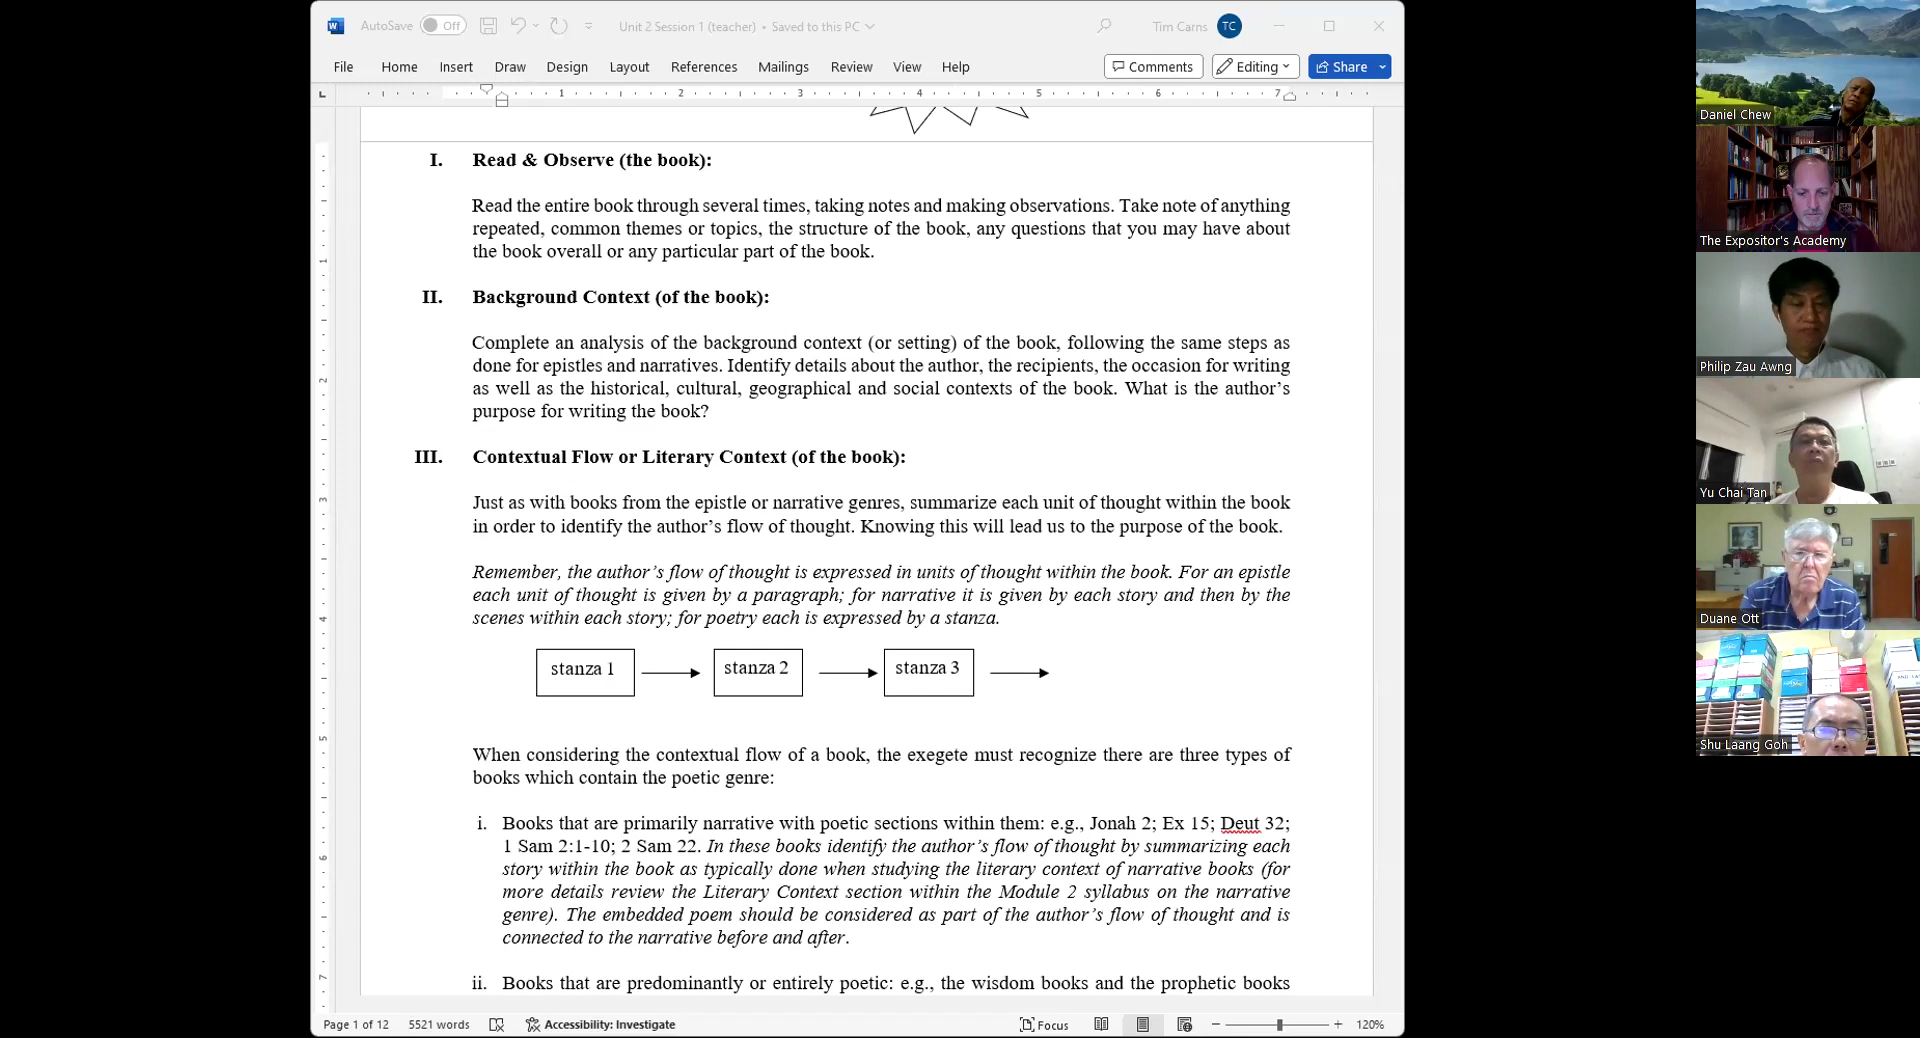 AutoSave Off Unit 2 Session 1 (teacher) • Saved to this PC Tim Carns TC
File Home Insert Draw Design Layout References Mailings Review View Help Comments Editing Share
1 2 3 4 5 6 7
I. Read & Observe (the book):
Read the entire book through several times, taking notes and making observations. Take note of anything
repeated, common themes or topics, the structure of the book, any questions that you may have about
the book overall or any particular part of the book.
II. Background Context (of the book):
Complete an analysis of the background context (or setting) of the book, following the same steps as
done for epistles and narratives. Identify details about the author, the recipients, the occasion for writing
as well as the historical, cultural, geographical and social contexts of the book. What is the author’s
purpose for writing the book?
III. Contextual Flow or Literary Context (of the book):
Just as with books from the epistle or narrative genres, summarize each unit of thought within the book
in order to identify the author’s flow of thought. Knowing this will lead us to the purpose of the book.
Remember, the author’s flow of thought is expressed in units of thought within the book. For an epistle
each unit of thought is given by a paragraph; for narrative it is given by each story and then by the
scenes within each story; for poetry each is expressed by a stanza.
stanza 1 stanza 2 stanza 3
When considering the contextual flow of a book, the exegete must recognize there are three types of
books which contain the poetic genre:
i. Books that are primarily narrative with poetic sections within them: e.g., Jonah 2; Ex 15; Deut 32;
1 Sam 2:1-10; 2 Sam 22. In these books identify the author’s flow of thought by summarizing each
story within the book as typically done when studying the literary context of narrative books (for
more details review the Literary Context section within the Module 2 syllabus on the narrative
genre). The embedded poem should be considered as part of the author’s flow of thought and is
connected to the narrative before and after.
ii. Books that are predominantly or entirely poetic: e.g., the wisdom books and the prophetic books
1
2
3
4
5
6
7
Page 1 of 12 5521 words Accessibility: Investigate Focus 120%
Daniel Chew
The Expositor's Academy
Philip Zau Awng
Yu Chai Tan
Duane Ott
Shu Laang Goh